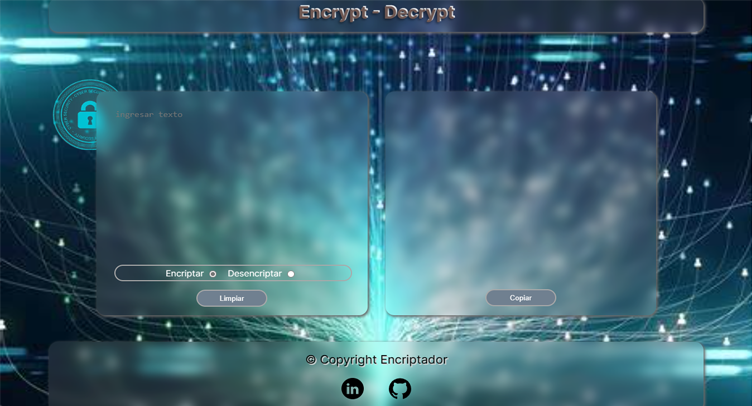 Encrypt - Decrypt
ingresar texto
Encriptar Desencriptar
Limpiar
Copiar
© Copyright Encriptador
in